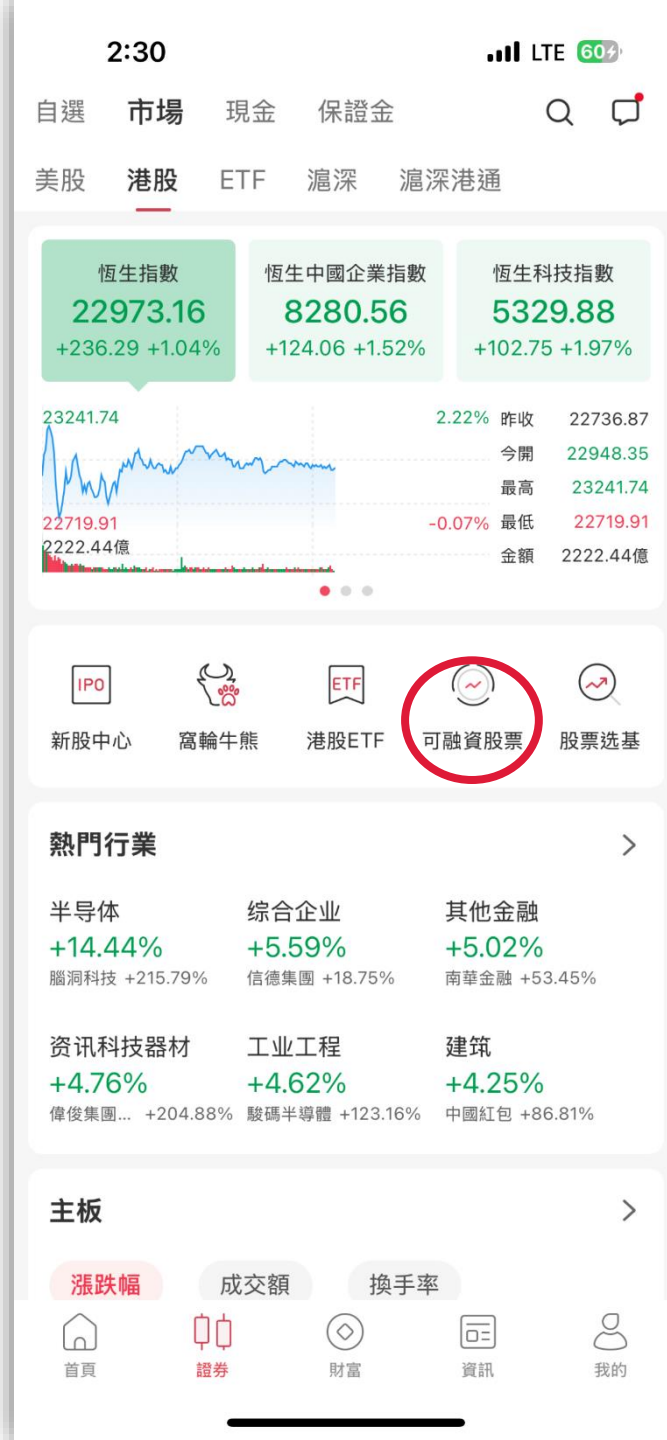 2:30 LTE 60
自選 市場 現金 保證金
美股 港股 ETF 滬深 滬深港通
恆生指數 恆生中國企業指數 恆生科技指數
22973.16 8280.56 5329.88
+236.29 +1.04% +124.06 +1.52% +102.75 +1.97%
23241.74 2.22% 昨收 22736.87
今開 22948.35
最高 23241.74
22719.91 -0.07% 最低 22719.91
2222.44億 金額 2222.44億
IPO ETF
新股中心 窩輪牛熊 港股ETF 可融資股票 股票选基
熱門行業
半导体 综合企业 其他金融
+14.44% +5.59% +5.02%
腦洞科技 +215.79% 信德集團 +18.75% 南華金融 +53.45%
资讯科技器材 工业工程 建筑
+4.76% +4.62% +4.25%
偉俊集團... +204.88% 駿碼半導體 +123.16% 中國紅包 +86.81%
主板
漲跌幅 成交額 換手率
首頁 證券 財富 資訊 我的